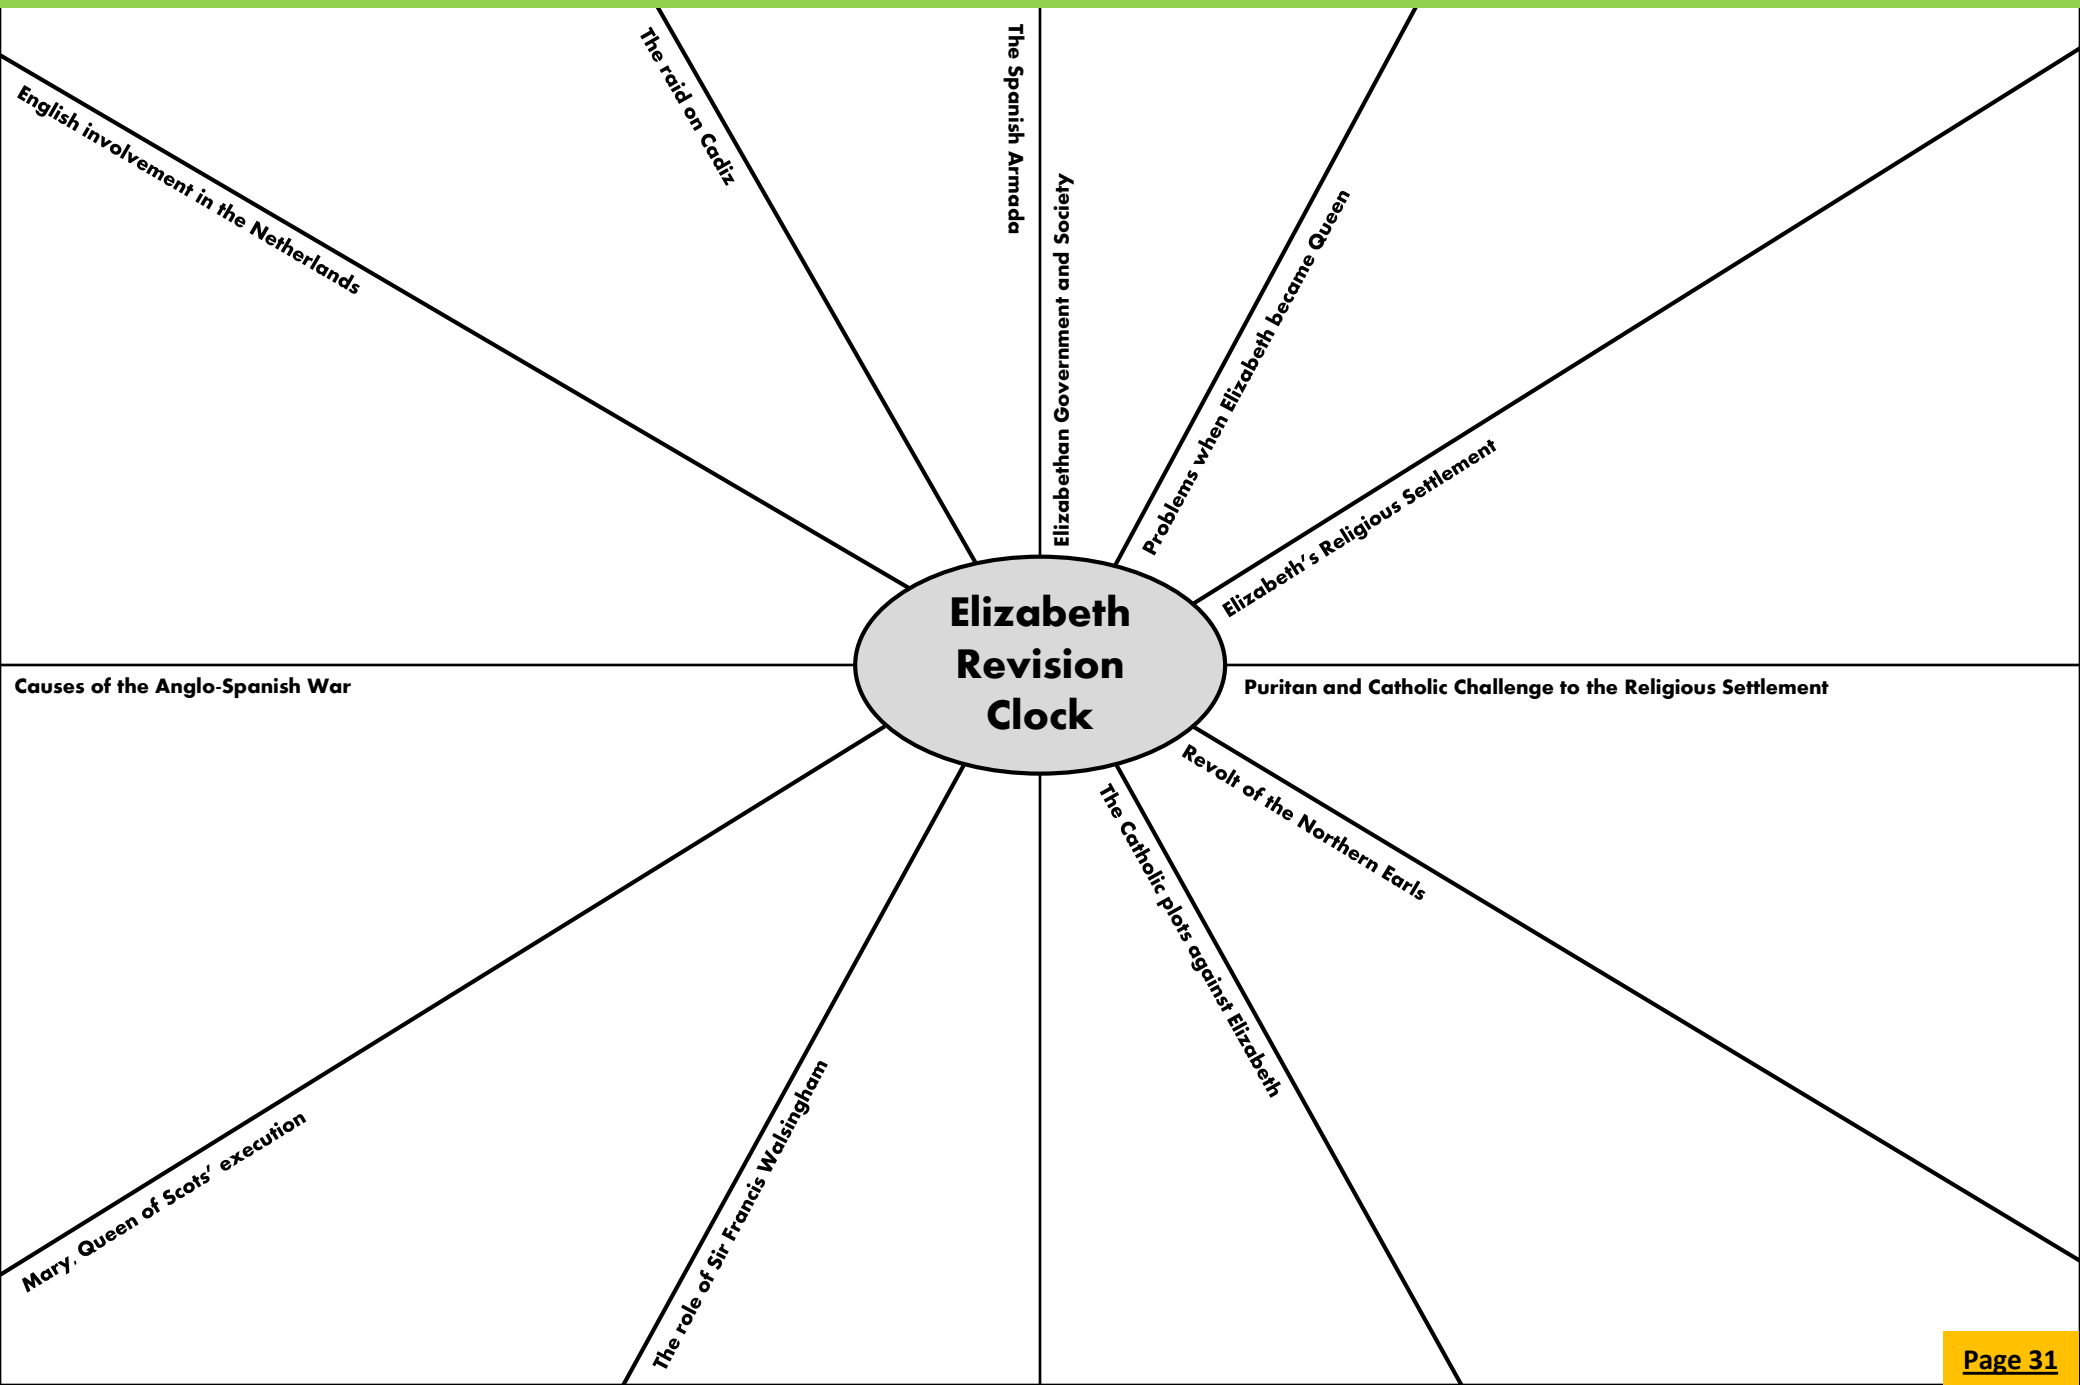 Elizabeth
Revision
Clock
Elizabethan Government and Society
Problems when Elizabeth became Queen
Elizabeth's Religious Settlement
Puritan and Catholic Challenge to the Religious Settlement
Revolt of the Northern Earls
The Catholic plots against Elizabeth
The role of Sir Francis Walsingham
Mary, Queen of Scots' execution
Causes of the Anglo-Spanish War
English involvement in the Netherlands
The raid on Cadiz
The Spanish Armada
Page 31